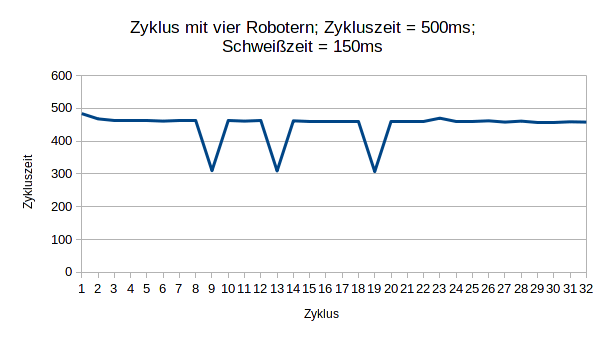 Zyklus mit vier Robotern; Zykluszeit = 500ms;
Schweißzeit = 150ms
600
500
400
300
200
100
0
Zykluszeit
1 2 3 4 5 6 7 8 9 10 11 12 13 14 15 16 17 18 19 20 21 22 23 24 25 26 27 28 29 30 31 32
Zyklus